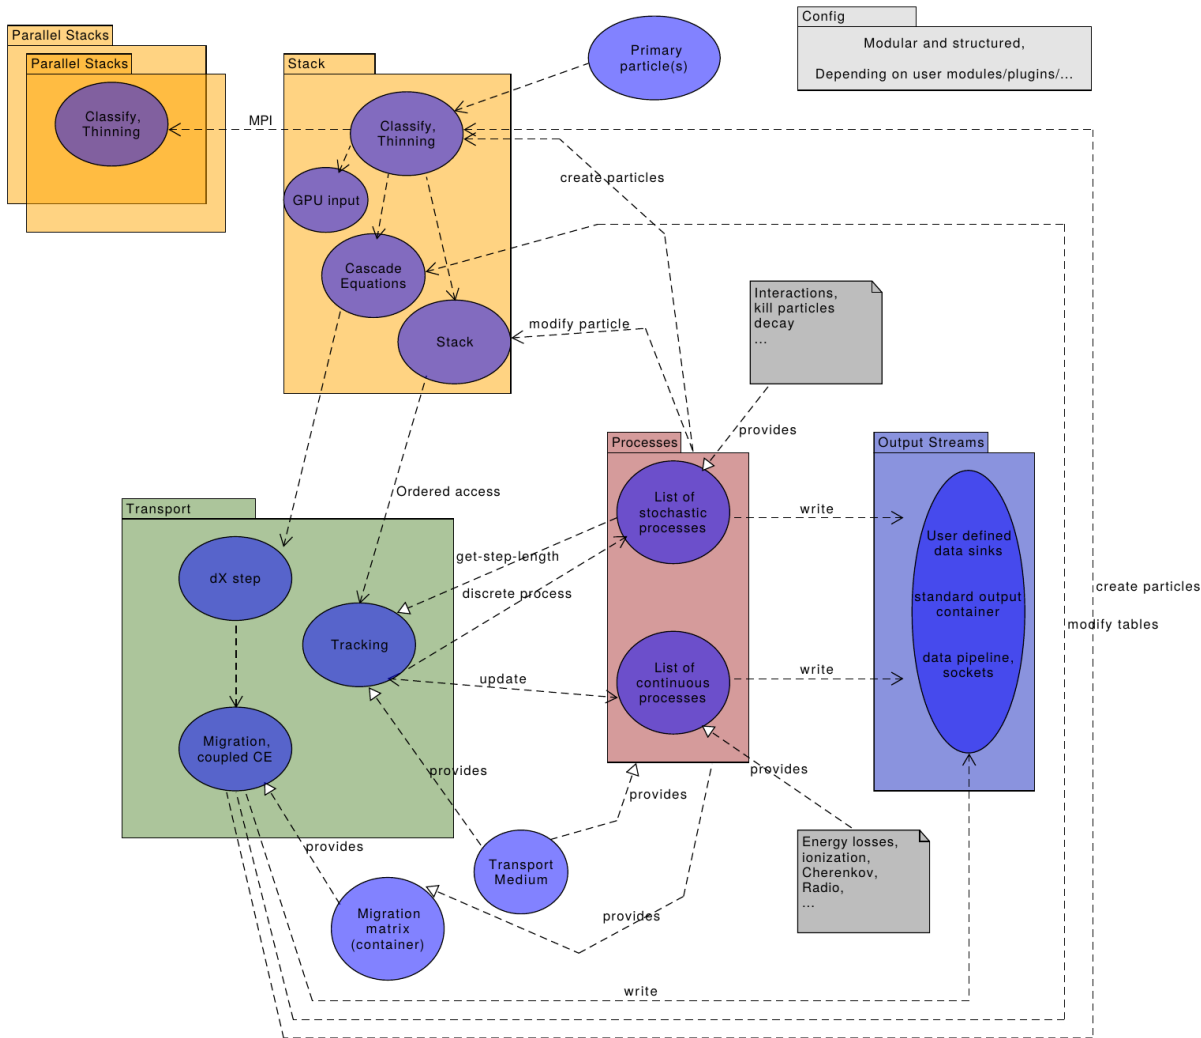 Parallel Stacks
Parallel Stacks
Classify,
Thinning
MPI
Stack
Classify,
Thinning
GPU input
Cascade
Equations
Stack
Primary
particle(s)
Config
Modular and structured,
Depending on user modules/plugins/...
create particles
modify particle
Interactions,
kill particles
decay
...
provides
Ordered access
Processes
List of
stochastic
processes
write
Output Streams
User defined
data sinks
standard output
container
data pipeline,
sockets
create particles
modify tables
Transport
dX step
get-step-length
discrete process
Tracking
update
List of
continuous
processes
write
Migration,
coupled CE
provides
provides
provides
provides
Transport
Medium
Energy losses,
ionization,
Cherenkov,
Radio,
...
Migration
matrix
(container)
provides
write